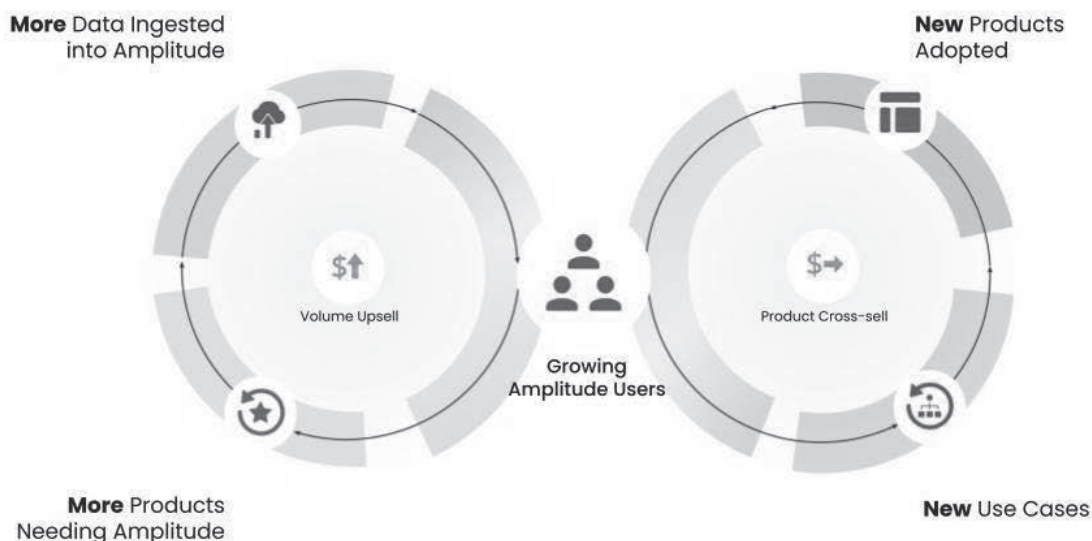 More Data Ingested
into Amplitude
New Products
Adopted
$
Volume Upsell
$
Product Cross-sell
Growing
Amplitude Users
More Products
Needing Amplitude
New Use Cases